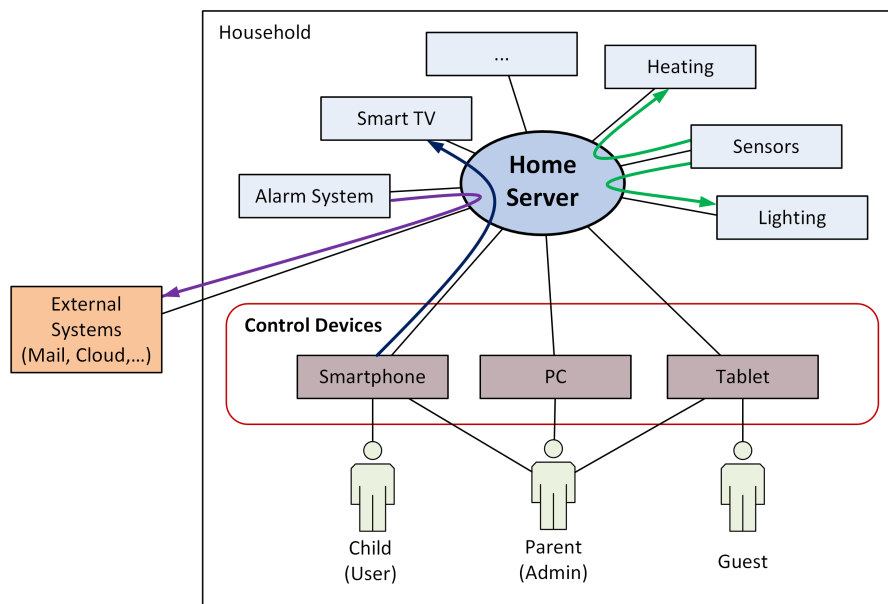 Household
...
Heating
Smart TV
Sensors
Home
Server
Alarm System
Lighting
External
Systems
(Mail, Cloud,...)
Control Devices
Smartphone
PC
Tablet
Child
(User)
Parent
(Admin)
Guest